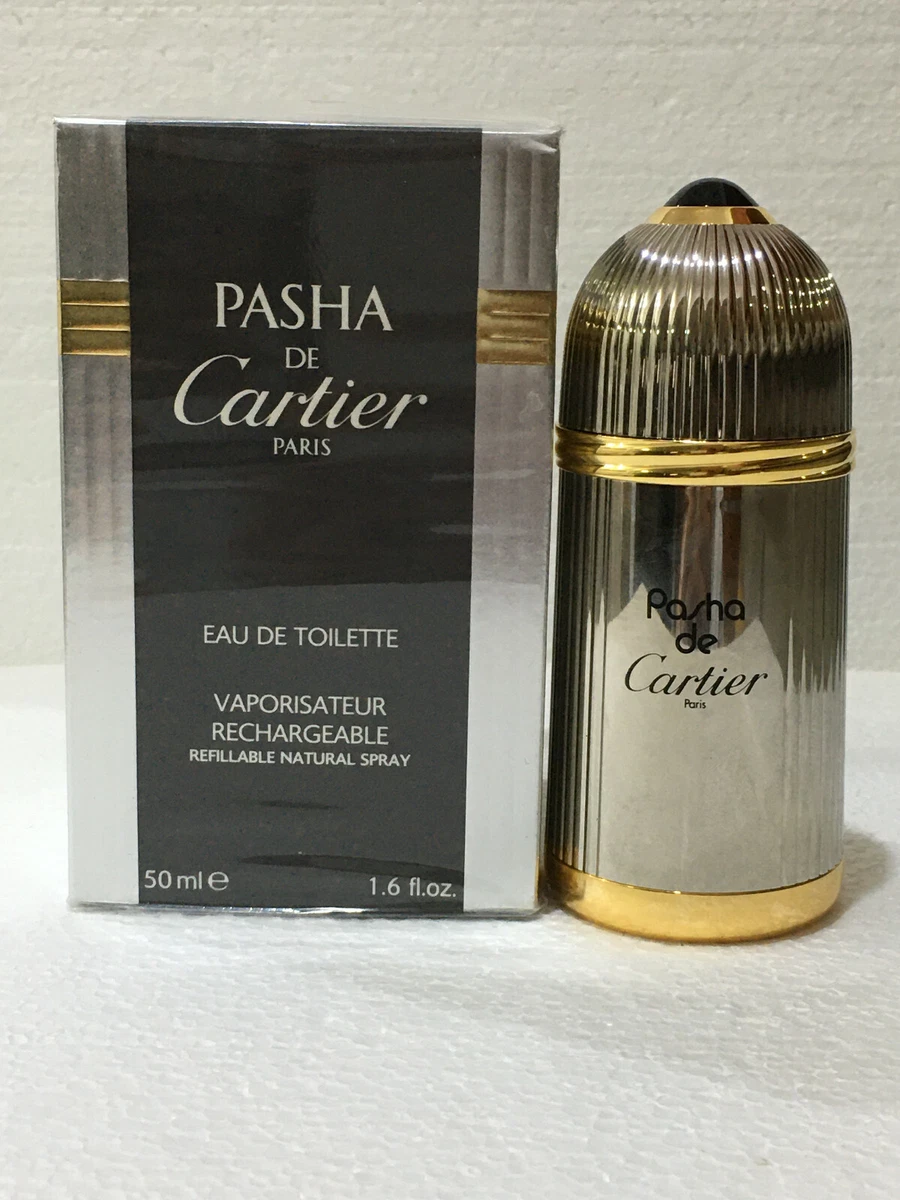 PASHA
DE
Cartier
PARIS
EAU DE TOILETTE
VAPORISATEUR
RECHARGEABLE
REFILLABLE NATURAL SPRAY
50 ml ℮
1.6 fl.oz.
Pasha
de
Cartier
Paris